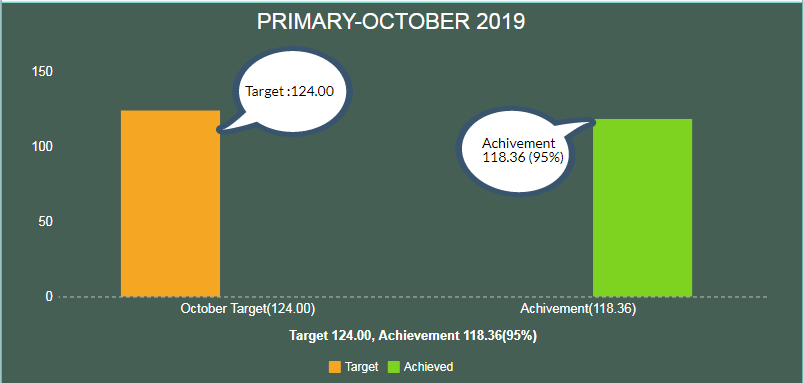 PRIMARY-OCTOBER 2019
150
Target :124.00
Achivement
118.36 (95%)
100
50
0
October Target(124.00)
Achivement(118.36)
Target 124.00, Achievement 118.36(95%)
Target
Achieved